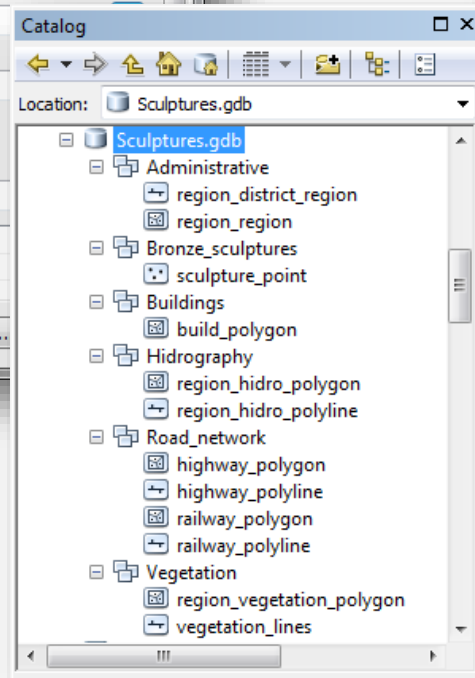 Catalog
Location: Sculptures.gdb
Sculptures.gdb
Administrative
region_district_region
region_region
Bronze_sculptures
sculpture_point
Buildings
build_polygon
Hidrography
region_hidro_polygon
region_hidro_polyline
Road_network
highway_polygon
highway_polyline
railway_polygon
railway_polyline
Vegetation
region_vegetation_polygon
vegetation_lines